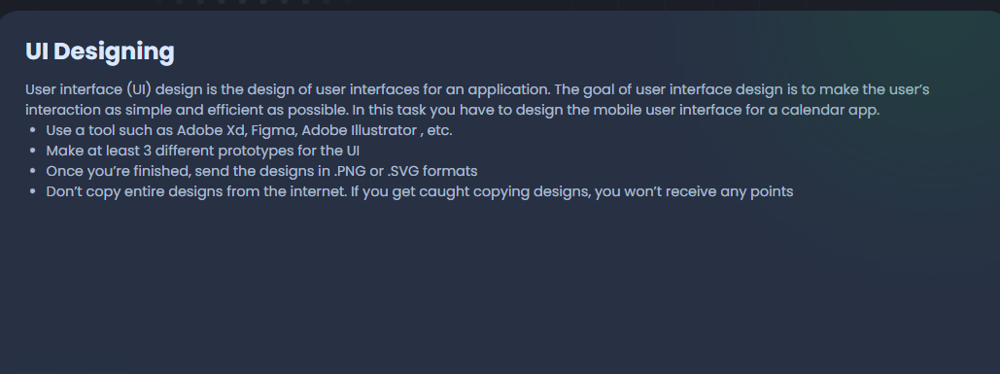 UI Designing
User interface (UI) design is the design of user interfaces for an application. The goal of user interface design is to make the user’s
interaction as simple and efficient as possible. In this task you have to design the mobile user interface for a calendar app.
• Use a tool such as Adobe Xd, Figma, Adobe Illustrator , etc.
• Make at least 3 different prototypes for the UI
• Once you’re finished, send the designs in .PNG or .SVG formats
• Don’t copy entire designs from the internet. If you get caught copying designs, you won’t receive any points